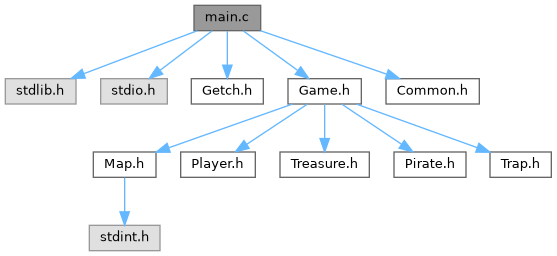 main.c
stdlib.h
stdio.h
Getch.h
Game.h
Common.h
Map.h
Player.h
Treasure.h
Pirate.h
Trap.h
stdint.h